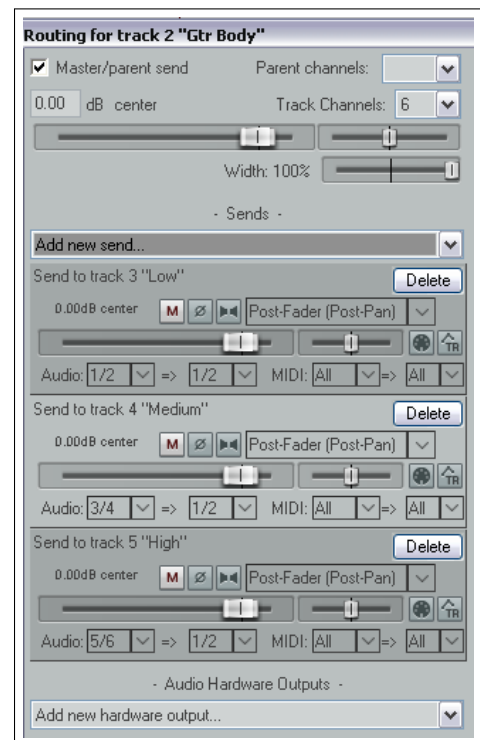 Routing for track 2 "Gtr Body"
Master/parent send Parent channels:
0.00 dB center Track Channels: 6
Width: 100%
- Sends -
Add new send...
Send to track 3 "Low" Delete
0.00dB center M Ø Post-Fader (Post-Pan)
TR
Audio: 1/2 => 1/2 MIDI: All => All
Send to track 4 "Medium" Delete
0.00dB center M Ø Post-Fader (Post-Pan)
TR
Audio: 3/4 => 1/2 MIDI: All => All
Send to track 5 "High" Delete
0.00dB center M Ø Post-Fader (Post-Pan)
TR
Audio: 5/6 => 1/2 MIDI: All => All
- Audio Hardware Outputs -
Add new hardware output...